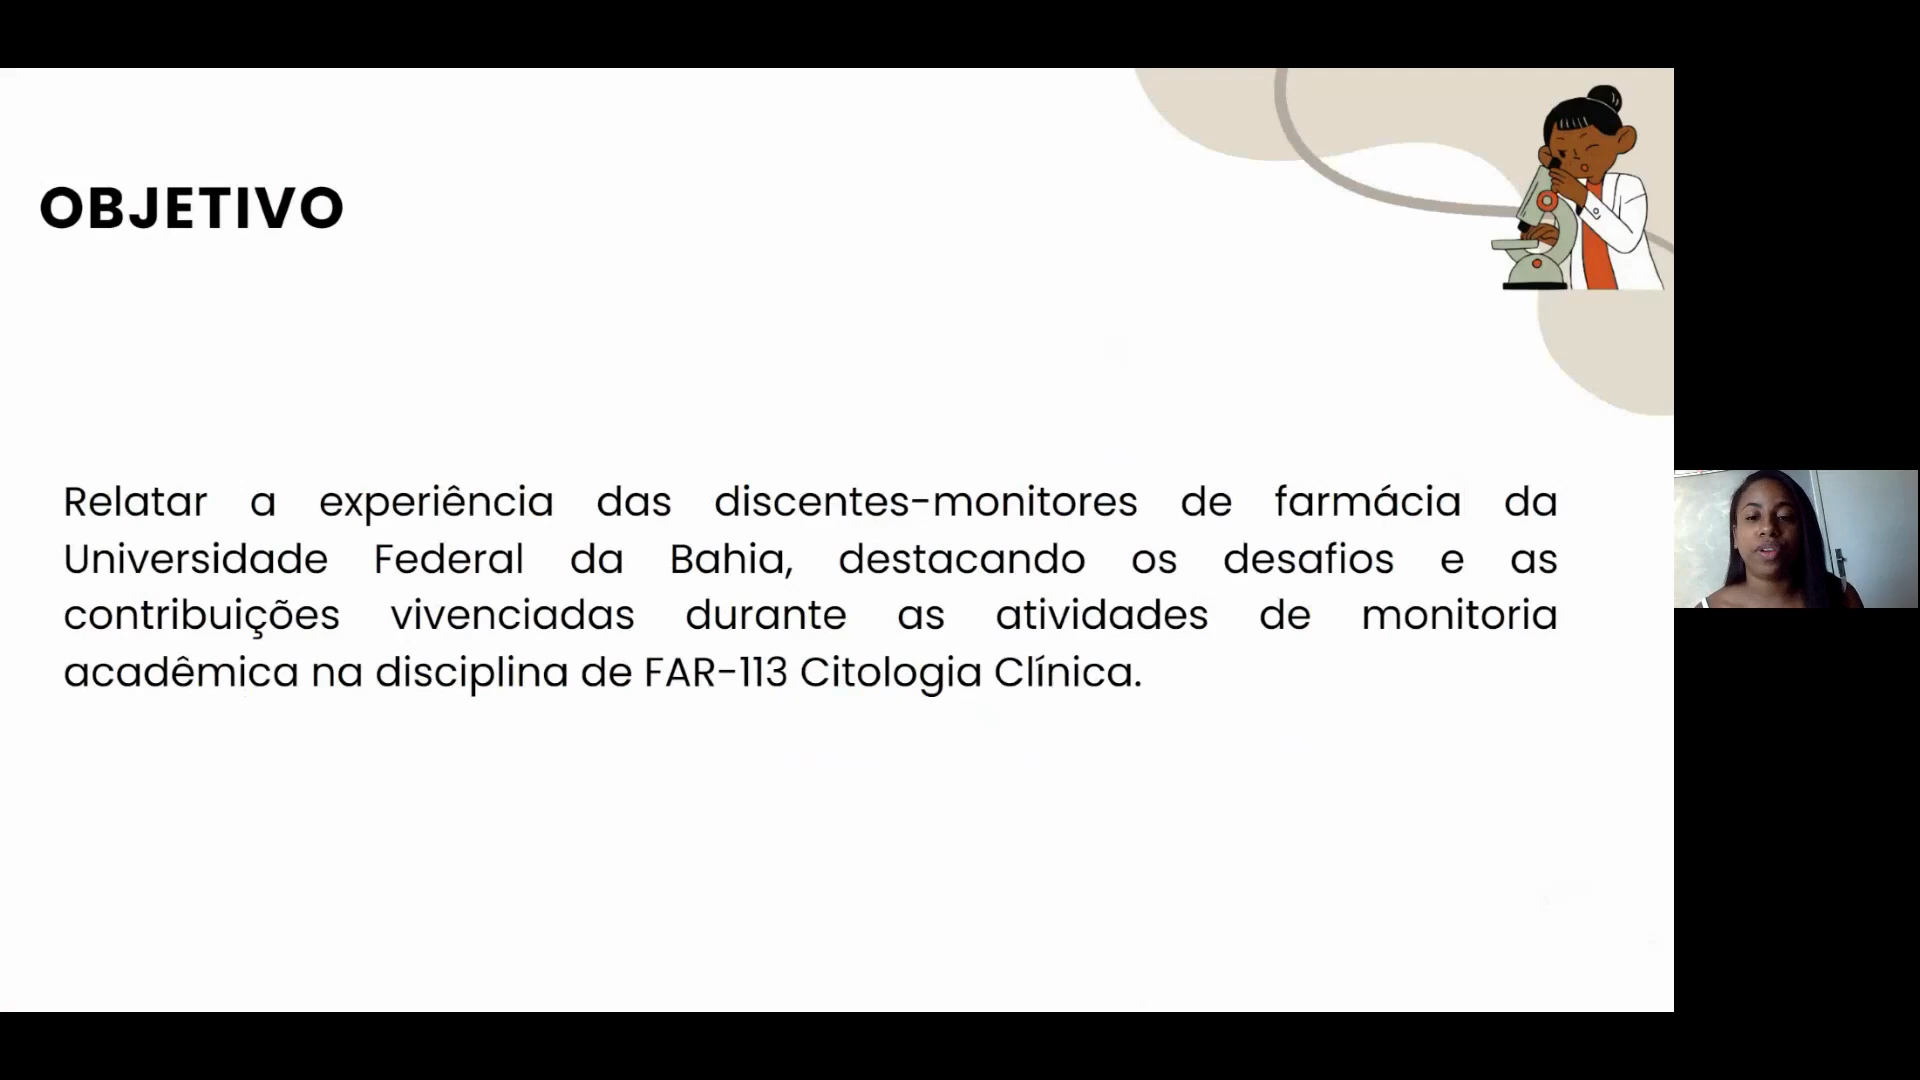 OBJETIVO
Relatar a experiência das discentes-monitores de farmácia da
Universidade Federal da Bahia, destacando os desafios e as
contribuições vivenciadas durante as atividades de monitoria
acadêmica na disciplina de FAR-113 Citologia Clínica.